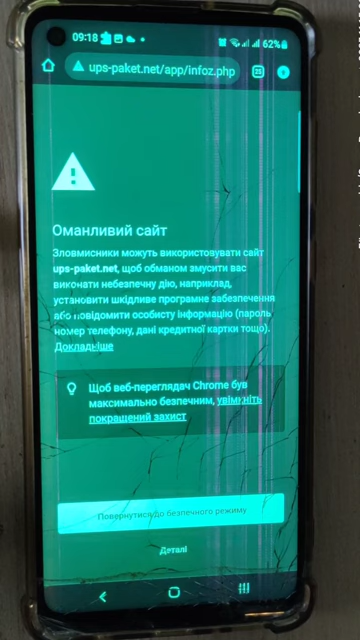 09:18
62%
ups-paket.net/app/infoz.php
Оманливий сайт
Зловмисники можуть використовувати сайт
ups-paket.net, щоб обманом змусити вас
виконати небезпечну дію, наприклад,
установити шкідливе програмне забезпечення
або повідомити особисту інформацію (пароль,
номер телефону, дані кредитної картки тощо).
Докладніше
Щоб веб-переглядач Chrome був
максимально безпечним, увімкніть
покращений захист
Повернутися до безпечного режиму
Деталі